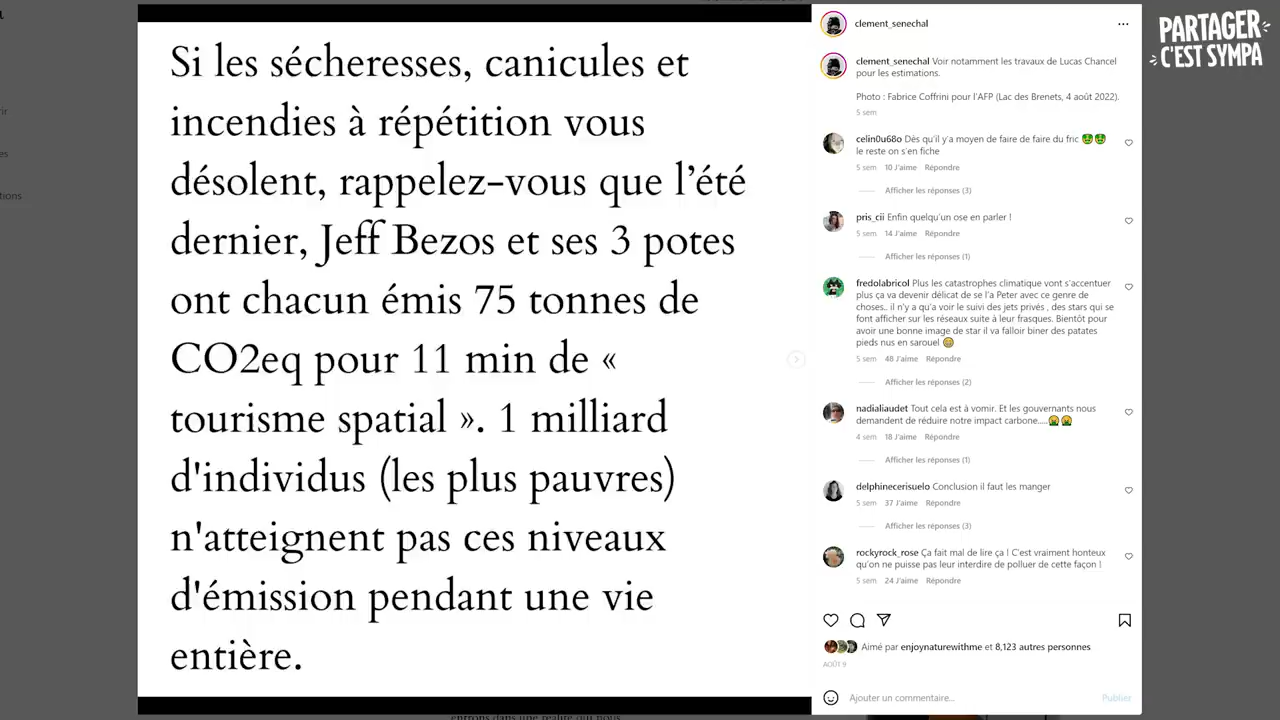 Si les sécheresses, canicules et
incendies à répétition vous
désolent, rappelez-vous que l'été
dernier, Jeff Bezos et ses 3 potes
ont chacun émis 75 tonnes de
CO2eq pour 11 min de «
tourisme spatial ». 1 milliard
d'individus (les plus pauvres)
n'atteignent pas ces niveaux
d'émission pendant une vie
entière.
clement_senechal
clement_senechal Voir notamment les travaux de Lucas Chancel
pour les estimations.
Photo : Fabrice Coffrini pour l'AFP (Lac des Brenets, 4 août 2022).
5 sem
celin0u68o Dès qu'il y'a moyen de faire de faire du fric 🤑🤑
le reste on s'en fiche
5 sem 10 J'aime Répondre
Afficher les réponses (3)
pris_cii Enfin quelqu'un ose en parler !
5 sem 14 J'aime Répondre
Afficher les réponses (1)
fredolabricol Plus les catastrophes climatique vont s'accentuer
plus ça va devenir délicat de se l'a Peter avec ce genre de
choses.. il n'y a qu'a voir le suivi des jets privés , des stars qui se
font afficher sur les réseaux suite à leur frasques. Bientôt pour
avoir une bonne image de star il va falloir biner des patates
pieds nus en sarouel
5 sem 48 J'aime Répondre
Afficher les réponses (2)
nadialiaudet Tout cela est à vomir. Et les gouvernants nous
demandent de réduire notre impact carbone.....🤮🤮
4 sem 18 J'aime Répondre
Afficher les réponses (1)
delphinecerisuelo Conclusion il faut les manger
5 sem 37 J'aime Répondre
Afficher les réponses (3)
rockyrock_rose Ça fait mal de lire ça ! C'est vraiment honteux
qu'on ne puisse pas leur interdire de polluer de cette façon !
5 sem 24 J'aime Répondre
Aimé par enjoynaturewithme et 8,123 autres personnes
AOÛT 9
Ajouter un commentaire...
Publier
PARTAGER
C'EST SYMPA